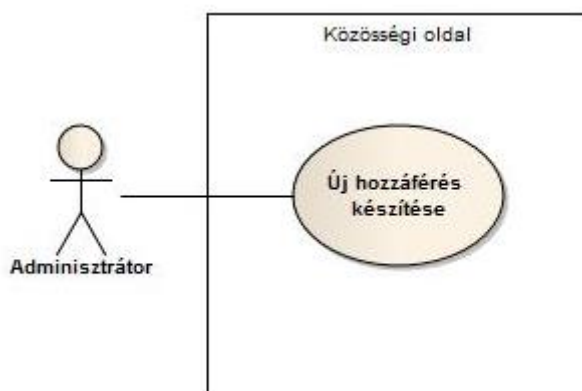 Közösségi oldal
Új hozzáférés
készítése
Adminisztrátor